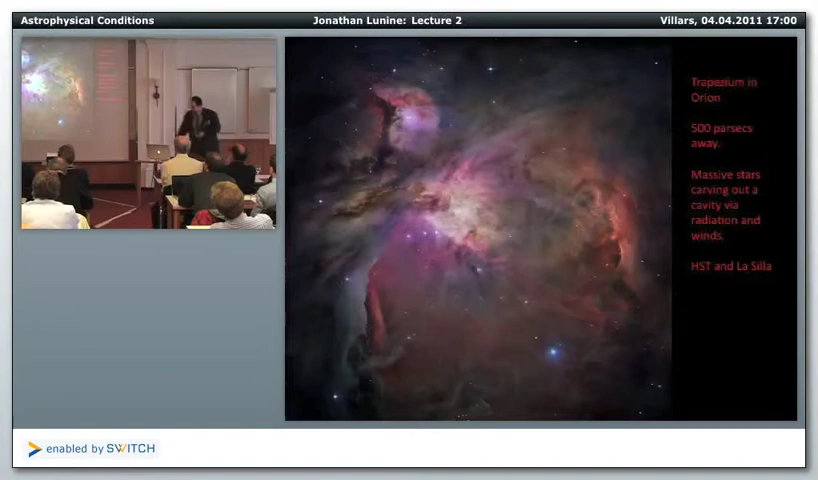 Astrophysical Conditions
Jonathan Lunine: Lecture 2
Villars, 04.04.2011 17:00
Trapezium in
Orion
500 parsecs
away.
Massive stars
carving out a
cavity via
radiation and
winds.
HST and La Silla
enabled by SWITCH